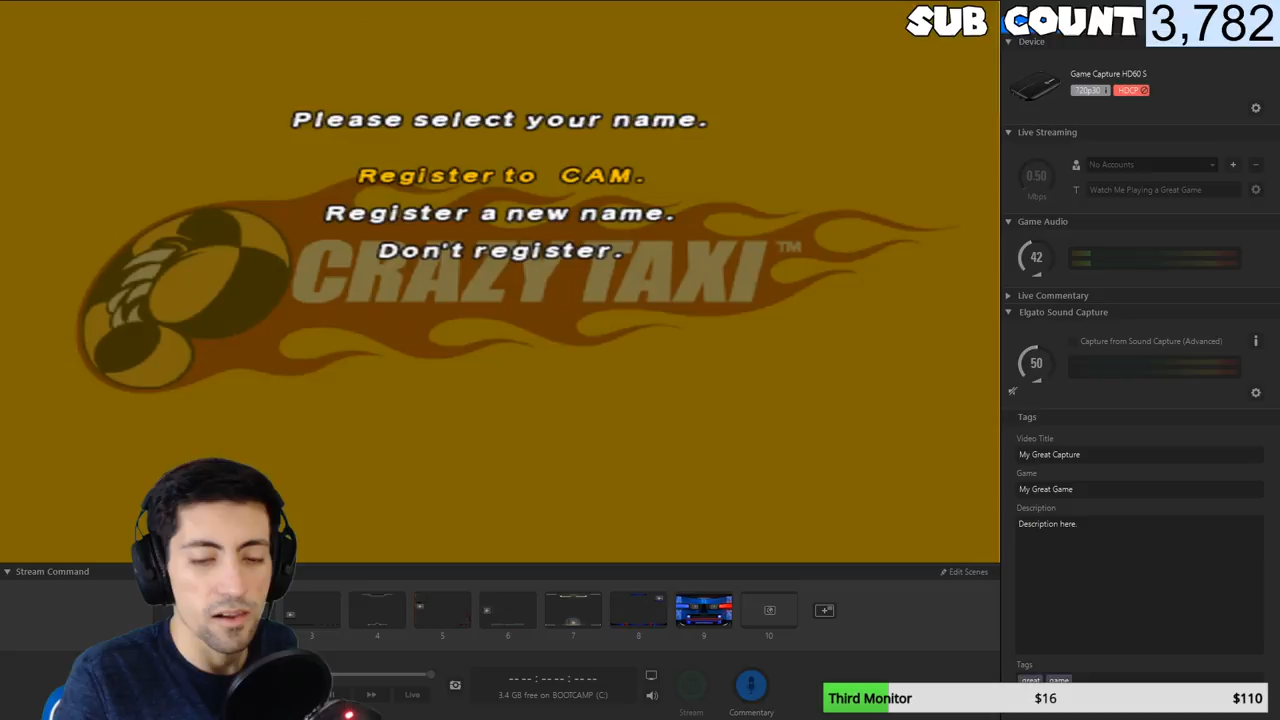 SUB COUNT 3,782
Device
Game Capture HD60 S
720p30 HDCP
Please select your name.
Register to CAM.
Register a new name.
Don't register.
CRAZY TAXI™
Live Streaming
0.50
Mbps
No Accounts
T Watch Me Playing a Great Game
Game Audio
42
Live Commentary
Elgato Sound Capture
Capture from Sound Capture (Advanced)
50
Tags
Video Title
My Great Capture
Game
My Great Game
Description
Description here.
Tags
great game
Stream Command
Edit Scenes
3 4 5 6 7 8 9 10
Live
-- : -- : -- : --
3.4 GB free on BOOTCAMP (C:)
Stream
Commentary
Third Monitor $16 $110